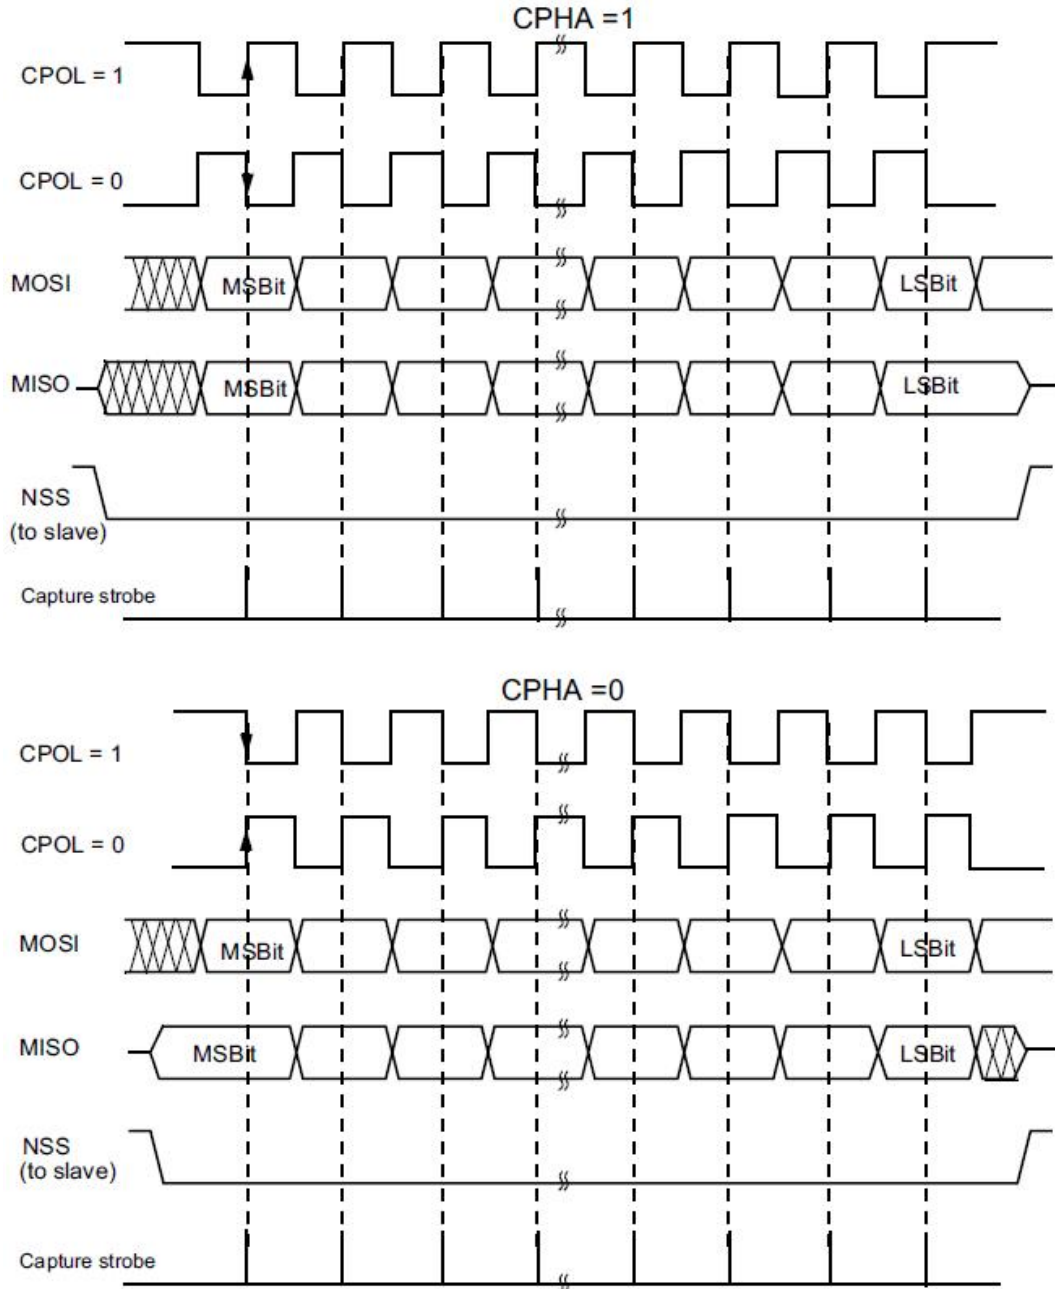 CPHA =1
CPOL = 1
CPOL = 0
MOSI MSBit LSBit
MISO MSBit LSBit
NSS
(to slave)
Capture strobe
CPHA =0
CPOL = 1
CPOL = 0
MOSI MSBit LSBit
MISO MSBit LSBit
NSS
(to slave)
Capture strobe